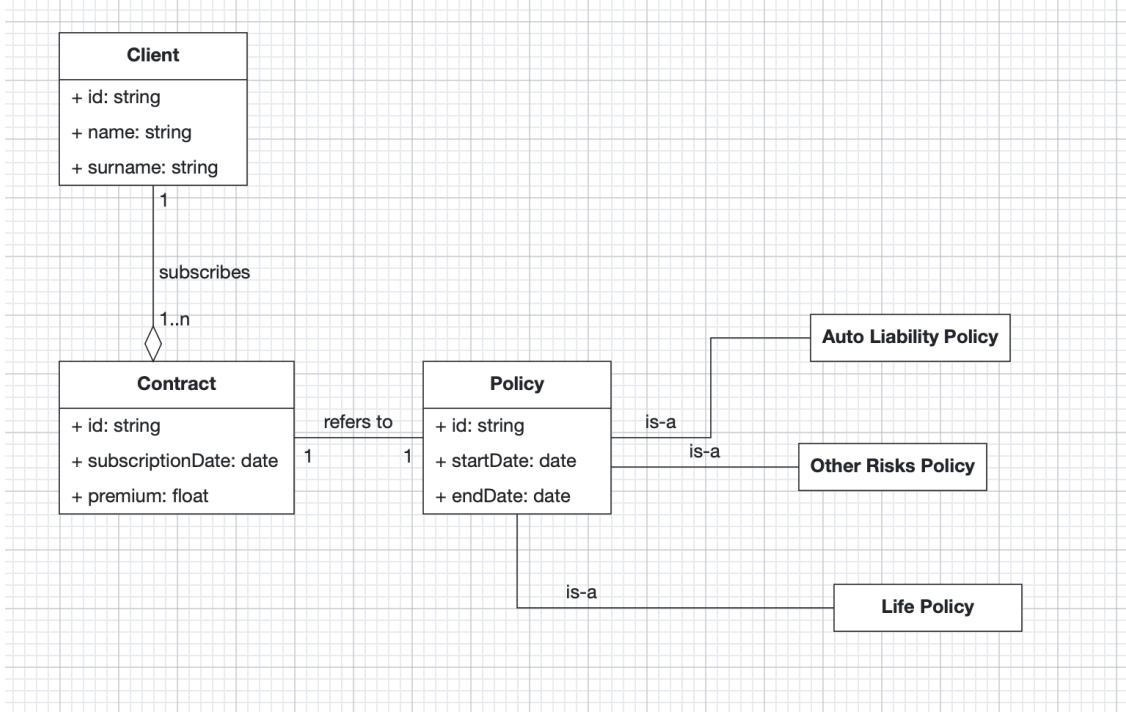 Client
+ id: string
+ name: string
+ surname: string
1
subscribes
1..n
Contract
+ id: string
+ subscriptionDate: date
+ premium: float
refers to
1
1
Policy
+ id: string
+ startDate: date
+ endDate: date
is-a
Auto Liability Policy
is-a
Other Risks Policy
is-a
Life Policy